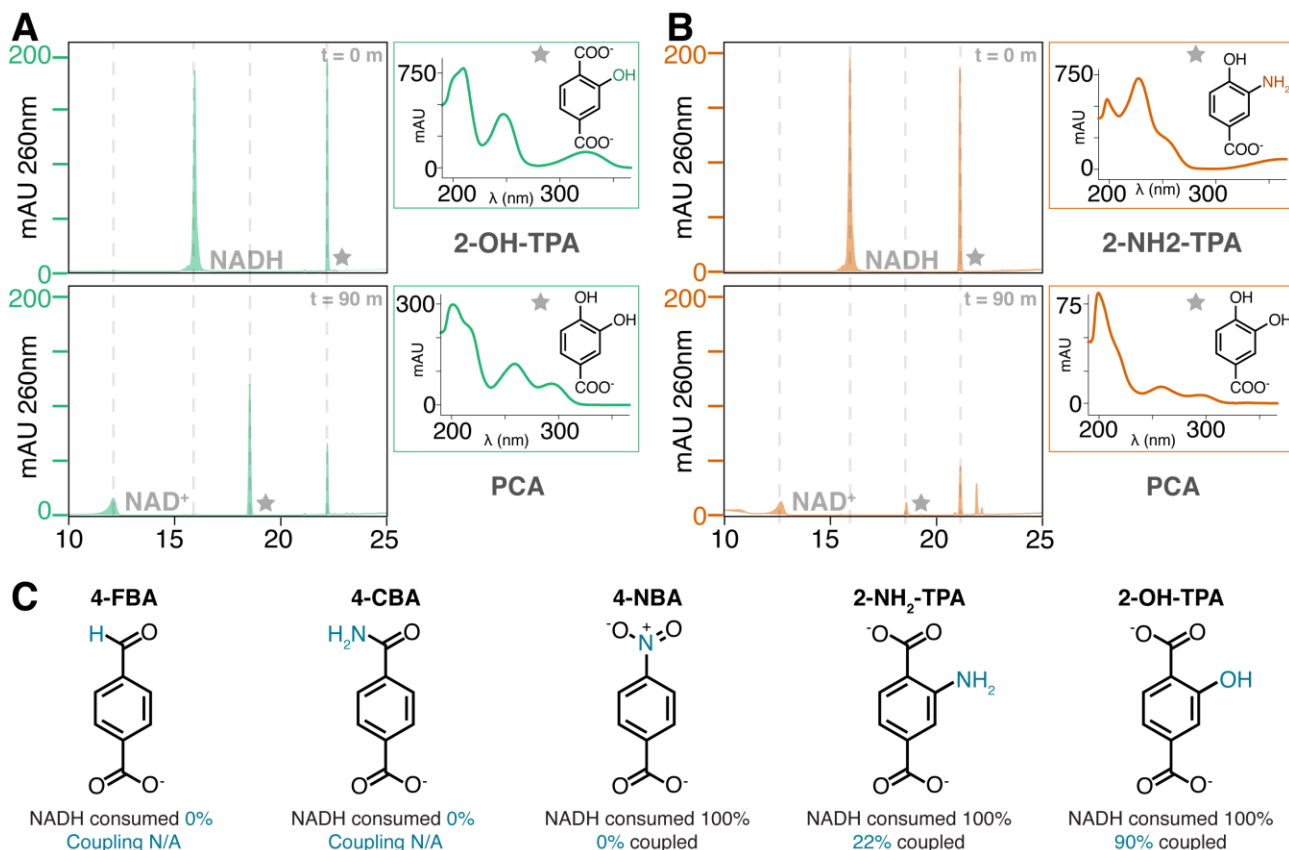 A
200
mAU 260nm
0
t = 0 m
NADH
750
mAU
0
200
λ (nm)
300
COO⁻
OH
COO⁻
2-OH-TPA
200
mAU 260nm
0
t = 90 m
NAD⁺
10
15
20
25
300
mAU
0
200
λ (nm)
300
OH
OH
COO⁻
PCA
B
200
mAU 260nm
0
t = 0 m
NADH
750
mAU
0
200
λ (nm)
300
OH
NH₂
COO⁻
2-NH2-TPA
200
mAU 260nm
0
t = 90 m
NAD⁺
10
15
20
25
75
mAU
0
200
λ (nm)
300
OH
OH
COO⁻
PCA
C
4-FBA
H
O
O
O⁻
NADH consumed 0%
Coupling N/A
4-CBA
H₂N
O
O
O⁻
NADH consumed 0%
Coupling N/A
4-NBA
⁻O
N⁺
O
O
O⁻
NADH consumed 100%
0% coupled
2-NH₂-TPA
⁻O
O
NH₂
O
O⁻
NADH consumed 100%
22% coupled
2-OH-TPA
⁻O
O
OH
O
O⁻
NADH consumed 100%
90% coupled